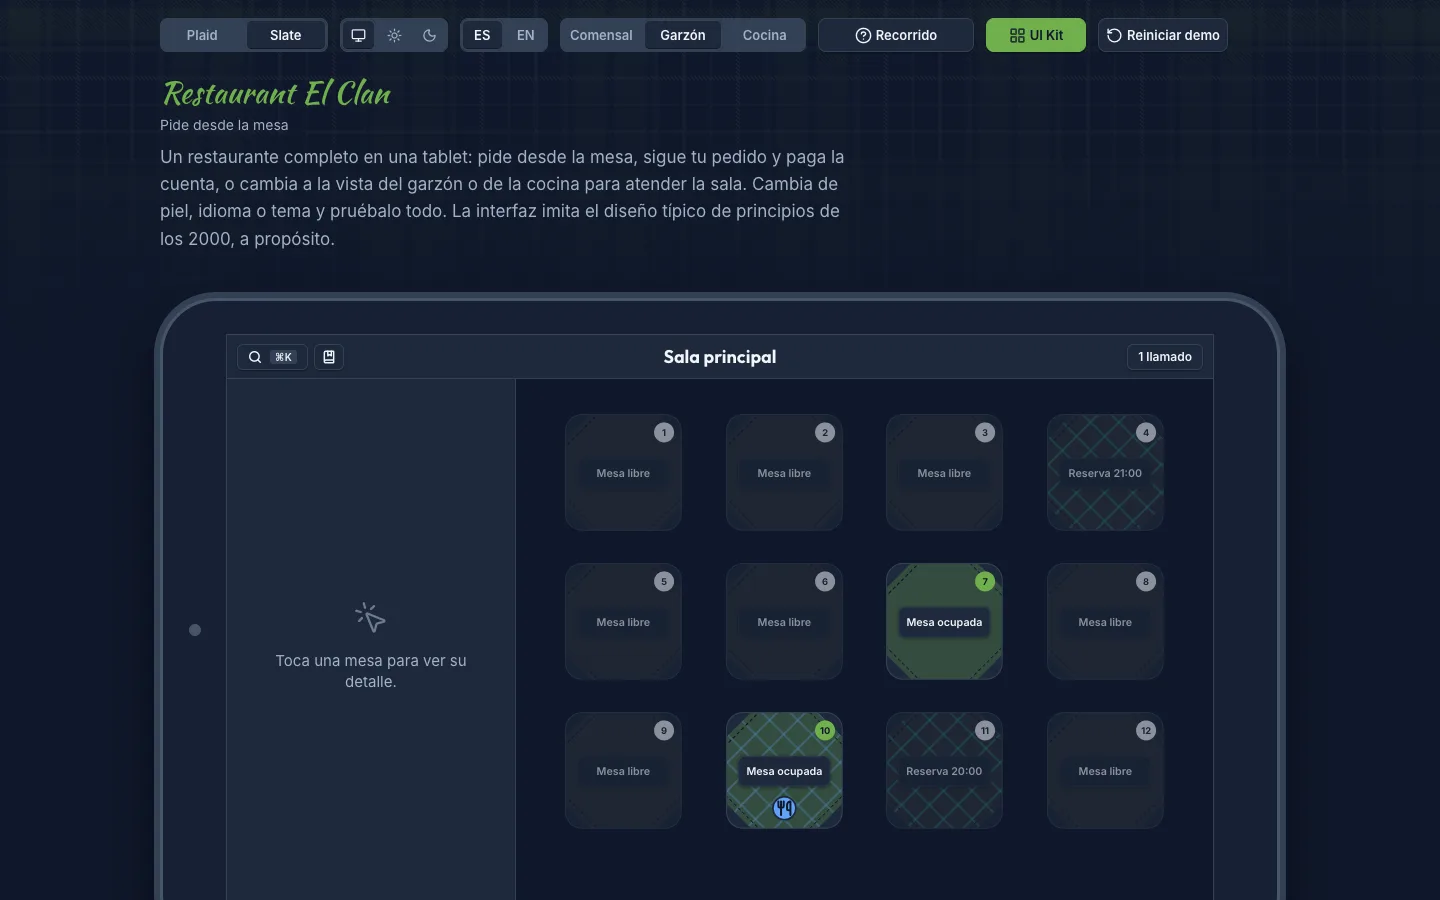 Plaid
Slate
ES
EN
Comensal
Garzón
Cocina
Recorrido
UI Kit
Reiniciar demo
Restaurant El Clan
Pide desde la mesa
Un restaurante completo en una tablet: pide desde la mesa, sigue tu pedido y paga la
cuenta, o cambia a la vista del garzón o de la cocina para atender la sala. Cambia de
piel, idioma o tema y pruébalo todo. La interfaz imita el diseño típico de principios de
los 2000, a propósito.
⌘K
Sala principal
1 llamado
Toca una mesa para ver su
detalle.
1
Mesa libre
2
Mesa libre
3
Mesa libre
4
Reserva 21:00
5
Mesa libre
6
Mesa libre
7
Mesa ocupada
8
Mesa libre
9
Mesa libre
10
Mesa ocupada
11
Reserva 20:00
12
Mesa libre